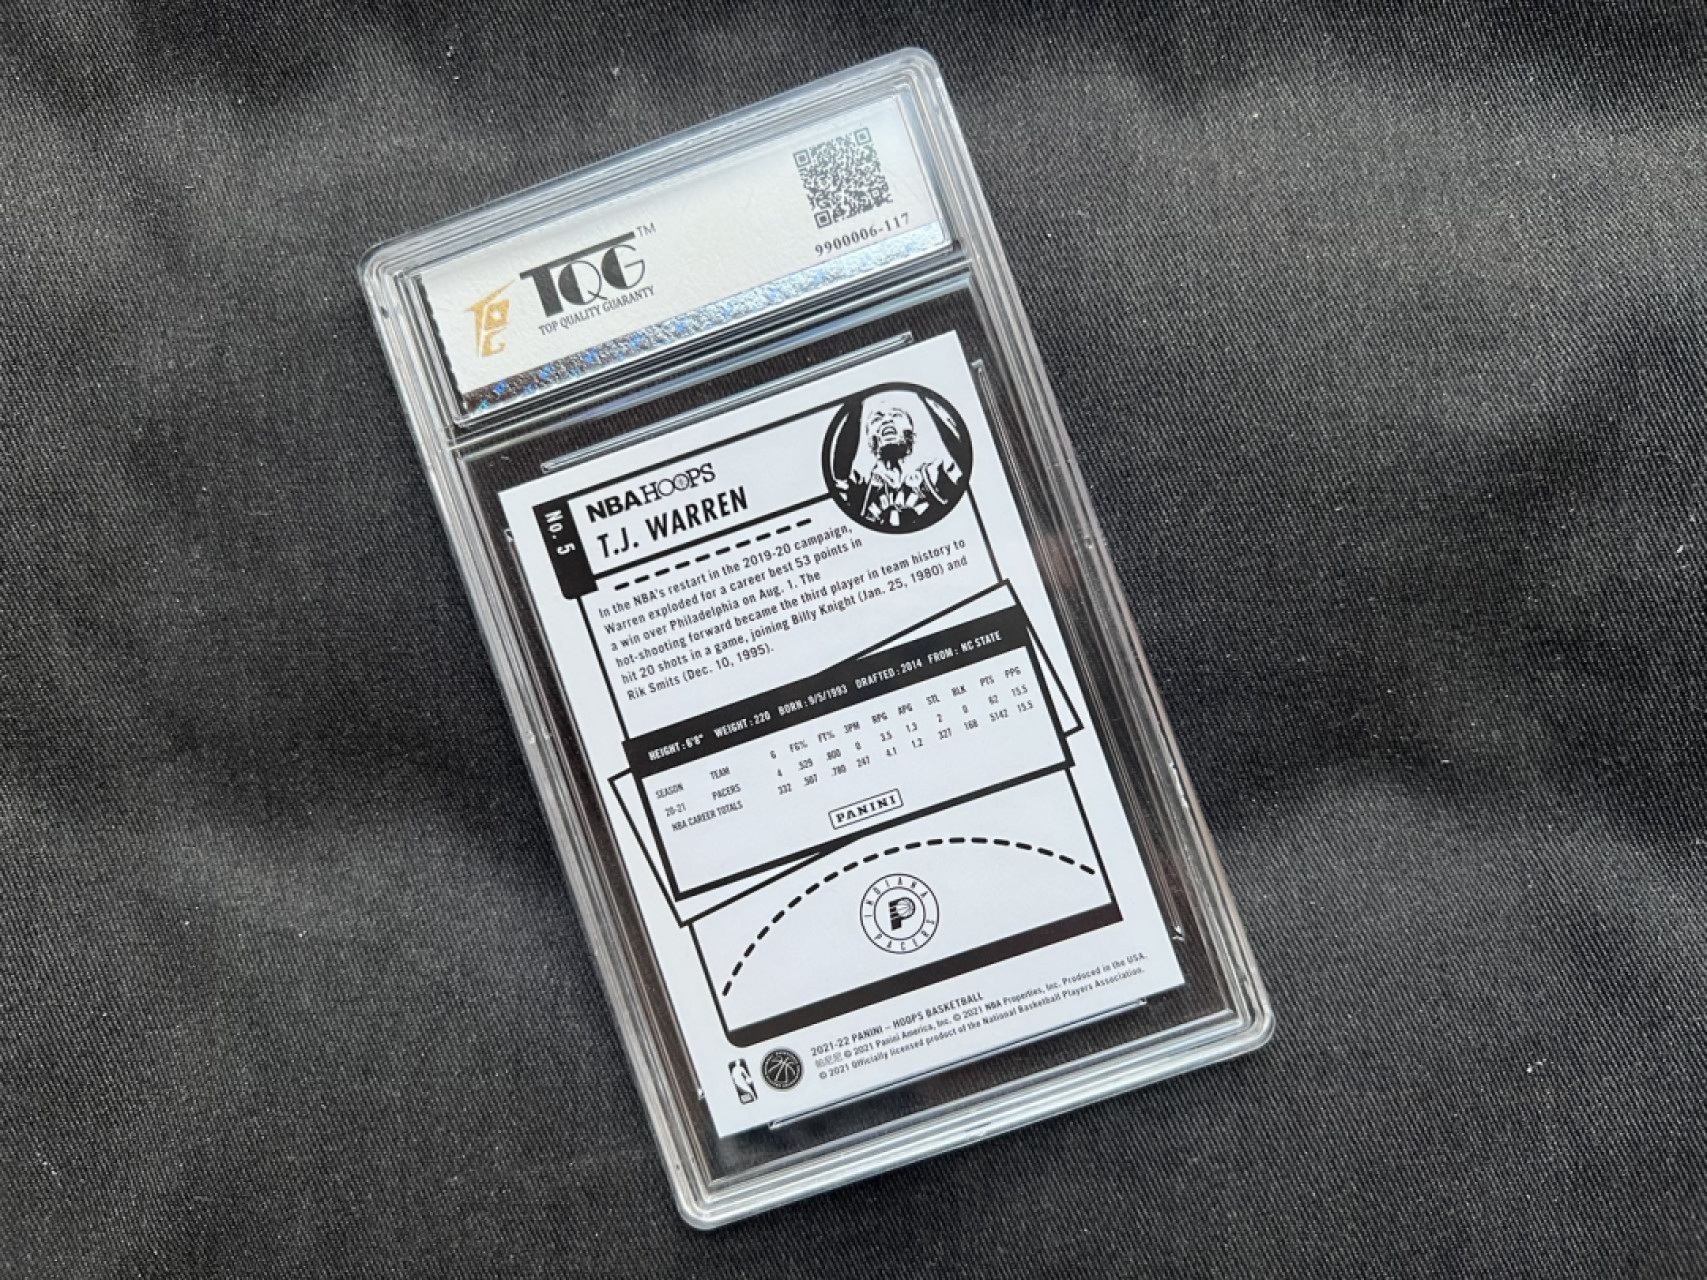 TQG™
TOP QUALITY GUARANTY
9900006-117
No. 5
NBA HOOPS
T.J. WARREN
In the NBA's restart in the 2019-20 campaign,
Warren exploded for a career best 53 points in
a win over Philadelphia on Aug. 1. The
hot-shooting forward became the third player in team history to
hit 20 shots in a game, joining Billy Knight (Jan. 25, 1980) and
Rik Smits (Dec. 10, 1995).
HEIGHT: 6'8" WEIGHT: 220 BORN: 9/5/1993 DRAFTED: 2014 FROM: NC STATE
SEASON TEAM G FG% FT% 3PM RPG APG STL BLK PTS PPG
20-21 PACERS 4 .529 .800 0 3.5 1.3 2 0 62 15.5
NBA CAREER TOTALS 332 .507 .780 247 4.1 1.2 327 168 5142 15.5
PANINI
INDIANA
PACERS
2021-22 PANINI – HOOPS BASKETBALL
帕尼尼 © 2021 Panini America, Inc. © 2021 NBA Properties, Inc. Produced in the USA.
© 2021 Officially licensed product of the National Basketball Players Association.